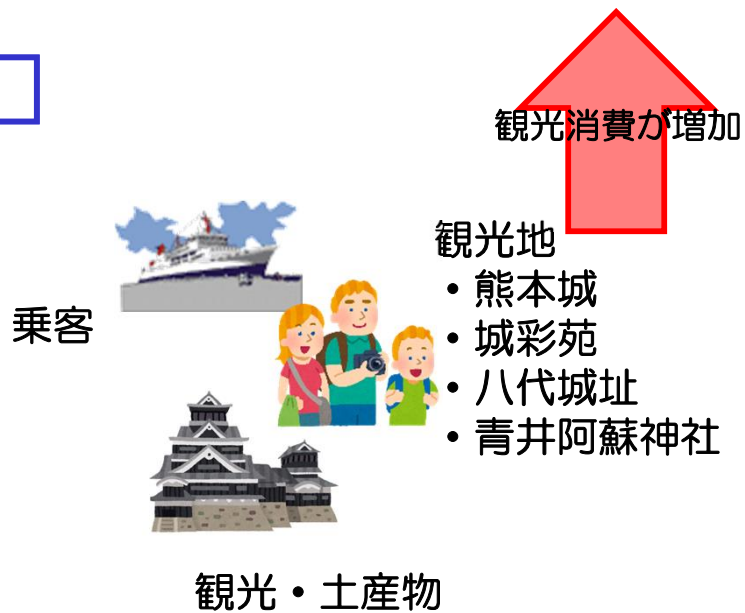 観光消費が増加
観光地
・熊本城
・城彩苑
・八代城址
・青井阿蘇神社
乗客
観光・土産物